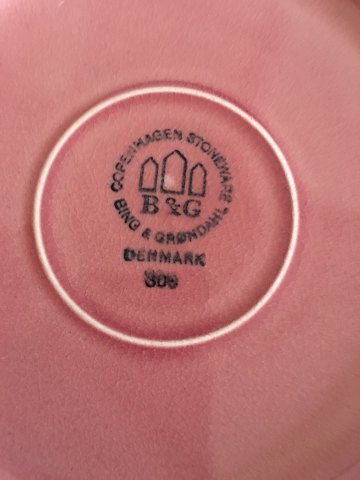 COPENHAGEN STONEWARE
B&G
BING & GRØNDAHL
DENMARK